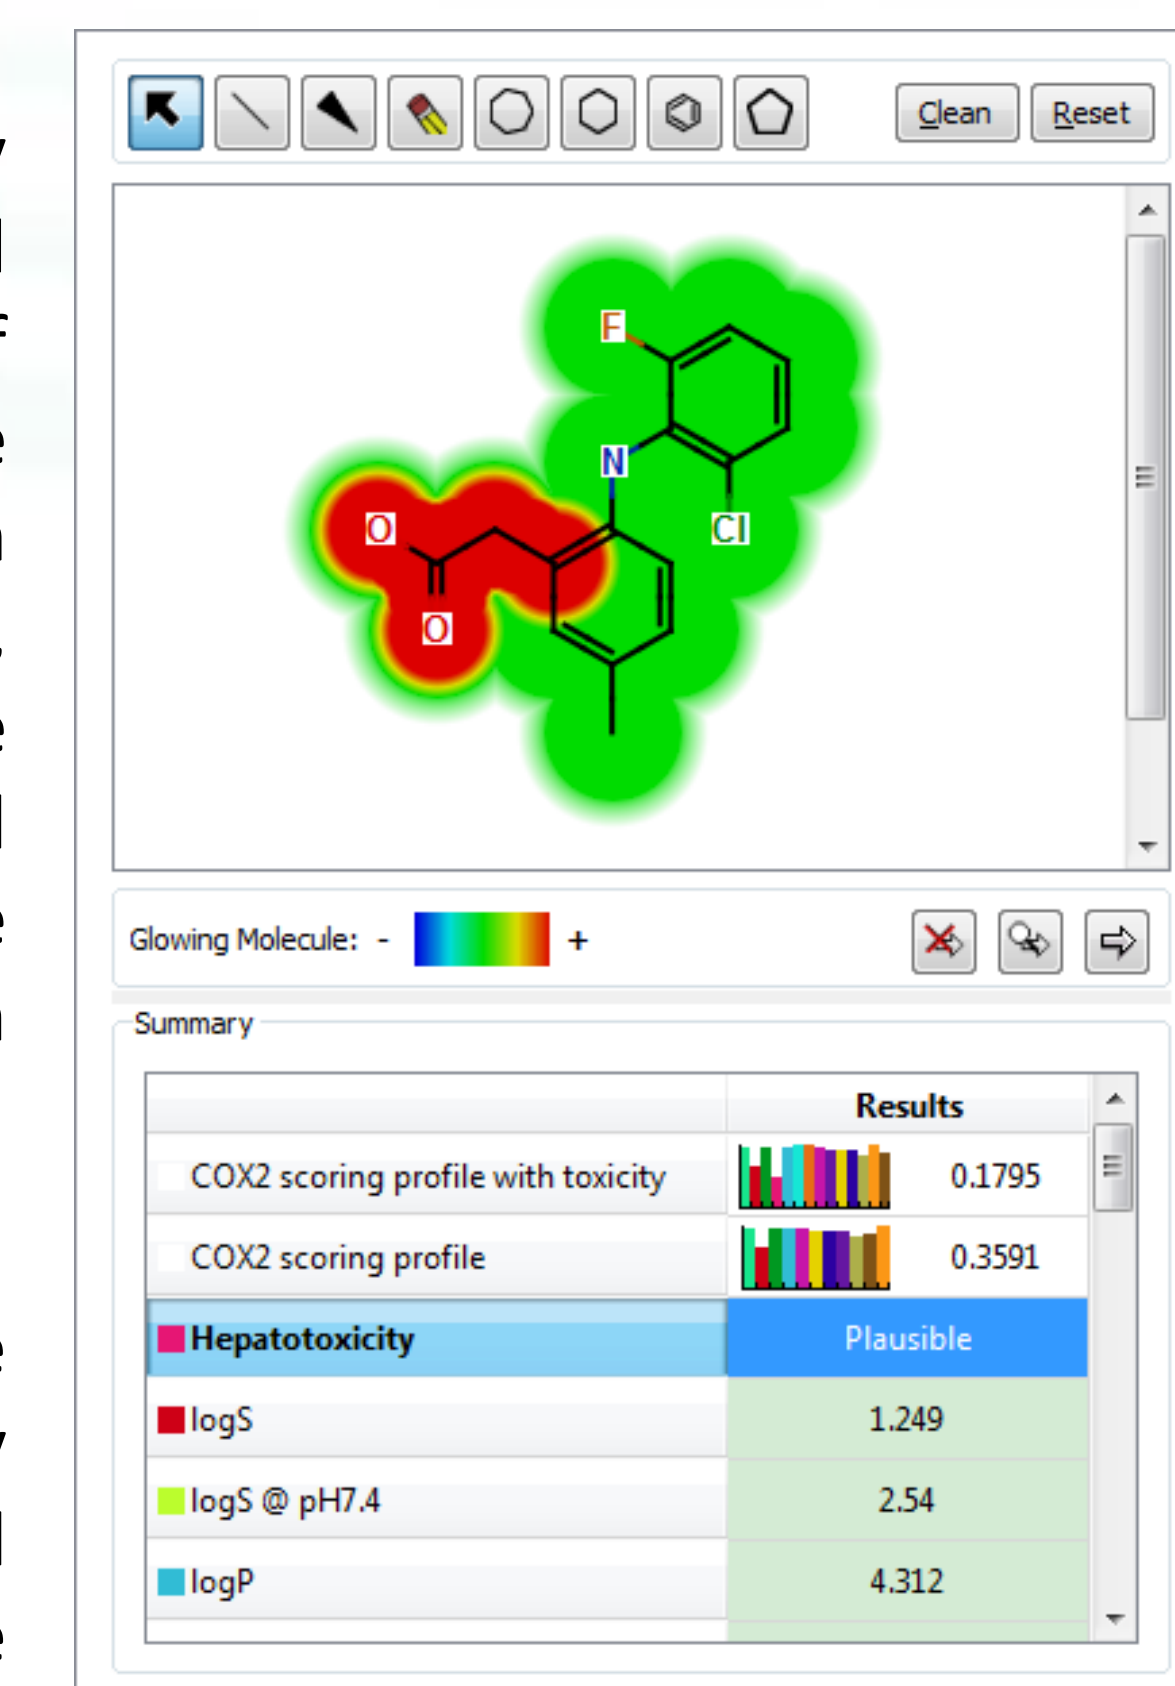 Clean Reset
F
N
O
Cl
O
Glowing Molecule: - +
Summary
Results
COX2 scoring profile with toxicity 0.1795
COX2 scoring profile 0.3591
Hepatotoxicity Plausible
logS 1.249
logS @ pH7.4 2.54
logP 4.312